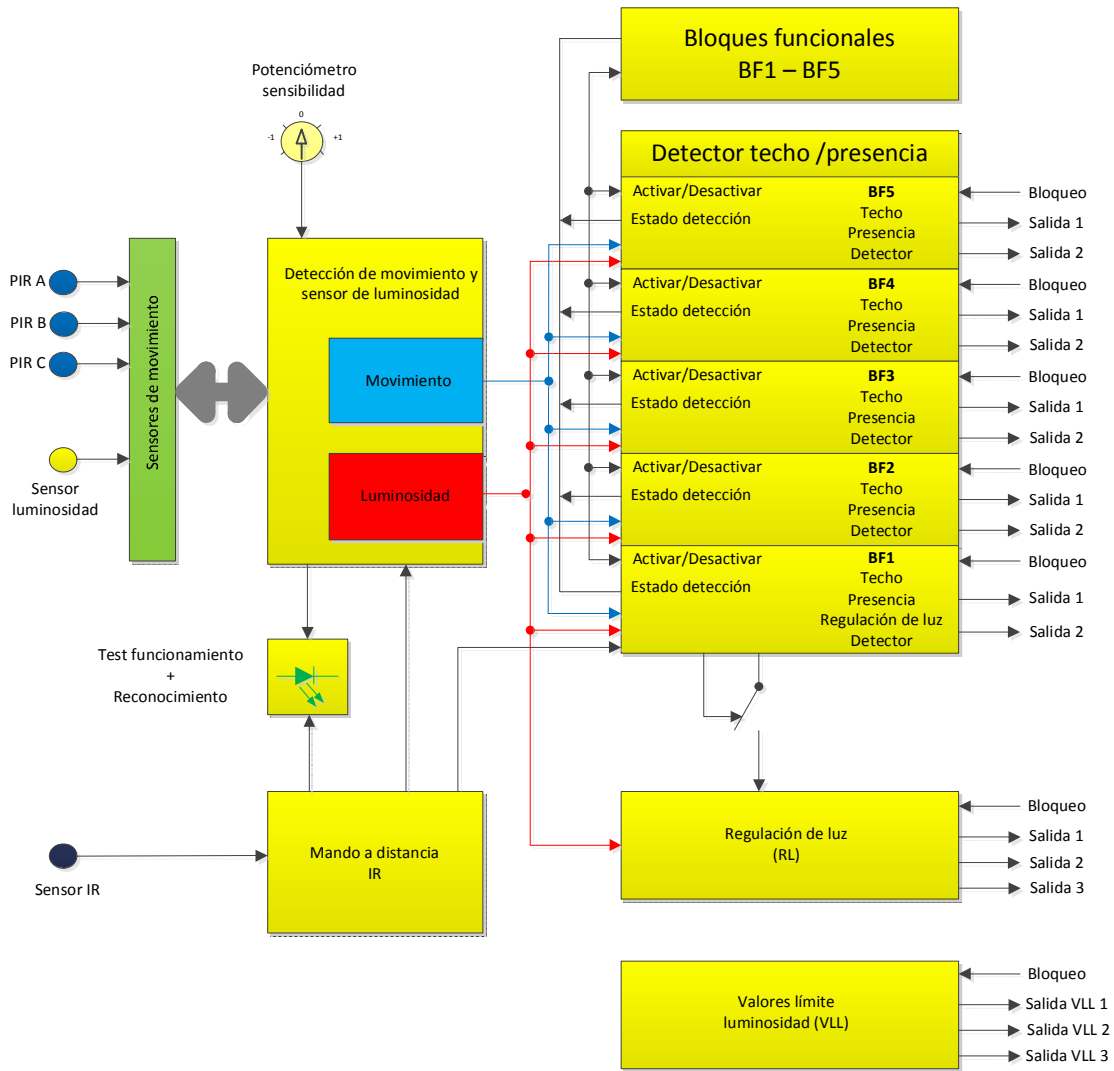 Bloques funcionales
BF1 – BF5
Potenciómetro
sensibilidad
0
-1
+1
Detector techo /presencia
Activar/Desactivar
BF5
Bloqueo
Estado detección
Techo
Salida 1
Presencia
Detector
Salida 2
Activar/Desactivar
BF4
Bloqueo
Estado detección
Techo
Salida 1
Presencia
Detector
Salida 2
Activar/Desactivar
BF3
Bloqueo
Estado detección
Techo
Salida 1
Presencia
Detector
Salida 2
Activar/Desactivar
BF2
Bloqueo
Estado detección
Techo
Salida 1
Presencia
Detector
Salida 2
Activar/Desactivar
BF1
Bloqueo
Estado detección
Techo
Salida 1
Presencia
Regulación de luz
Detector
Salida 2
PIR A
PIR B
PIR C
Sensor
luminosidad
Sensores de movimiento
Detección de movimiento y
sensor de luminosidad
Movimiento
Luminosidad
Test funcionamiento
+
Reconocimiento
Sensor IR
Mando a distancia
IR
Regulación de luz
(RL)
Bloqueo
Salida 1
Salida 2
Salida 3
Valores límite
luminosidad (VLL)
Bloqueo
Salida VLL 1
Salida VLL 2
Salida VLL 3